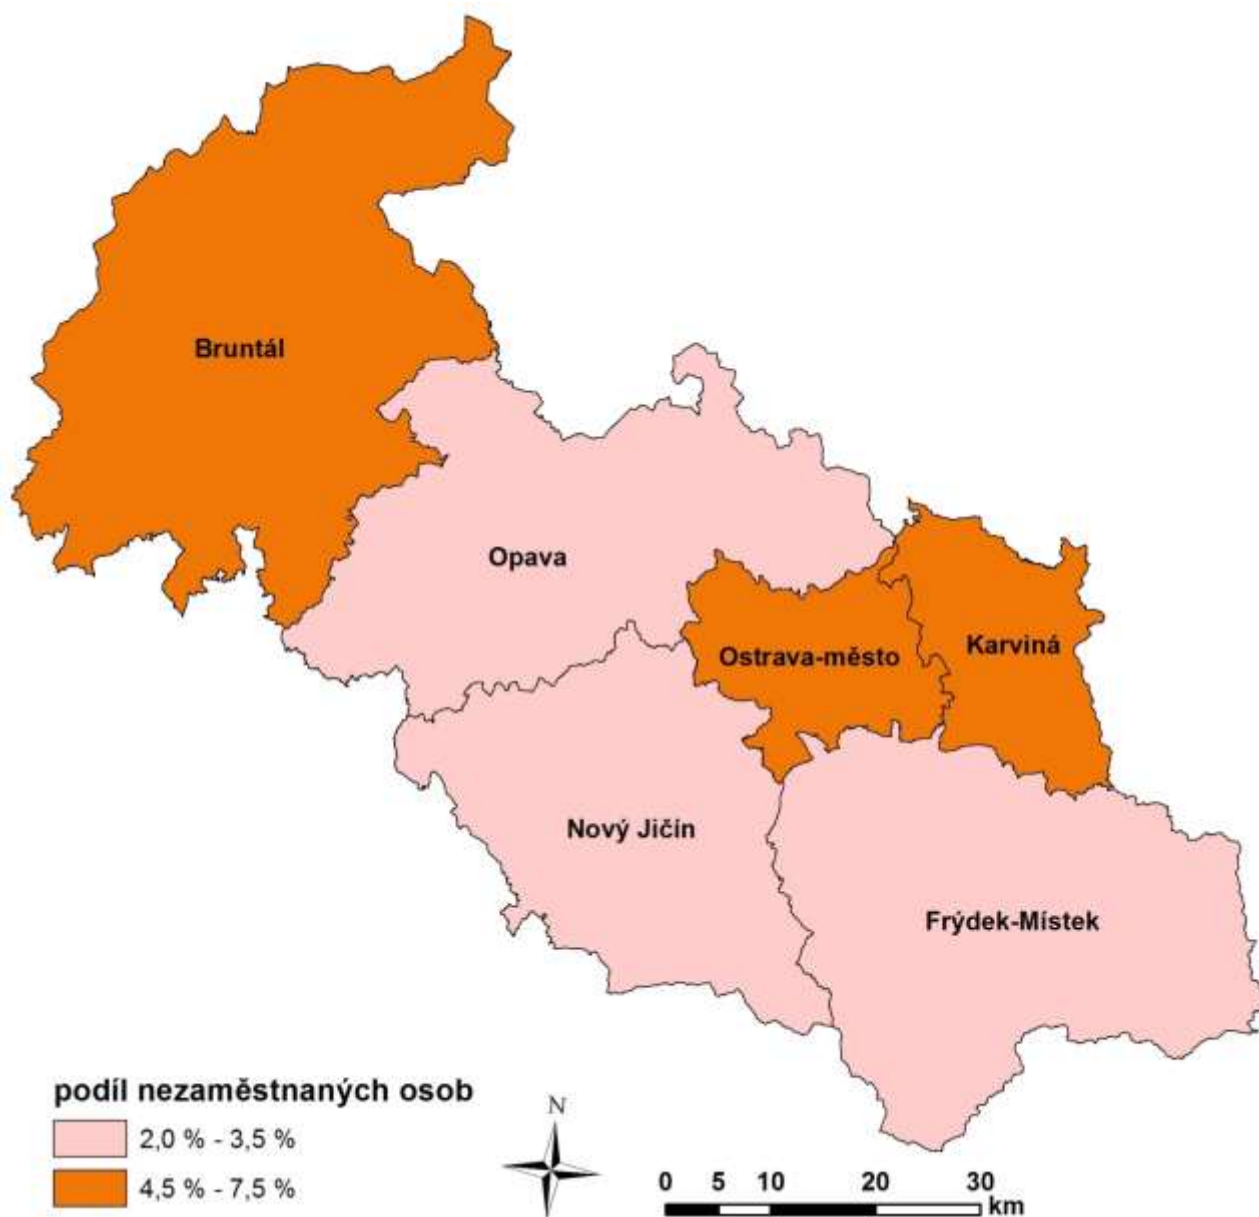 Bruntál
Opava
Ostrava-město
Karviná
Nový Jičín
Frýdek-Místek
podíl nezaměstnaných osob
2,0 % - 3,5 %
4,5 % - 7,5 %
N
0 5 10 20 30
km